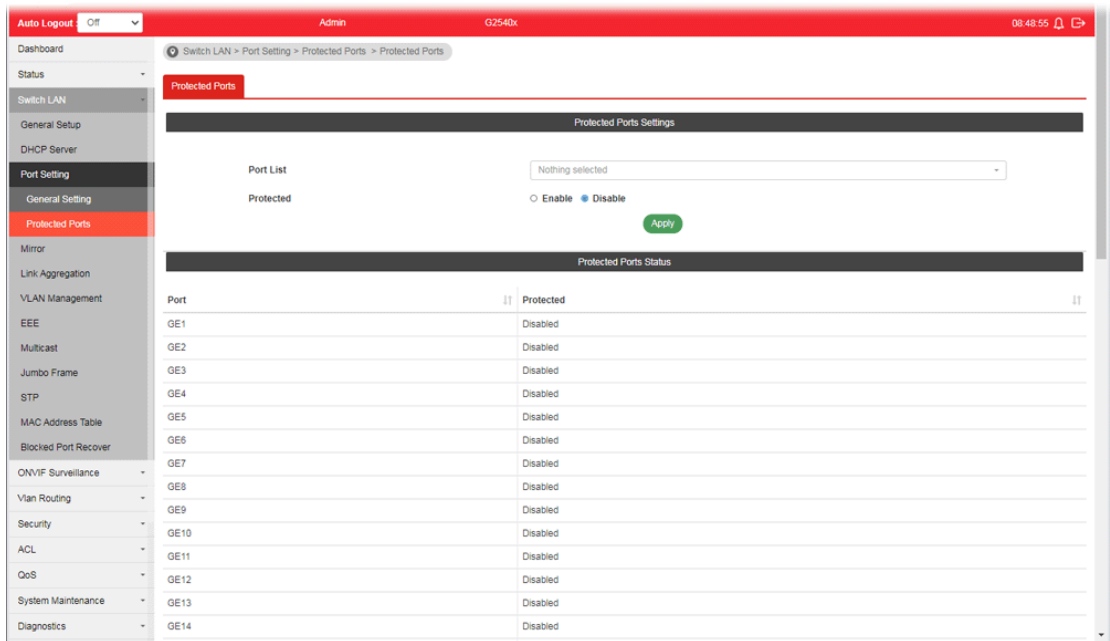 Auto Logout : Off Admin G2540x 08:48:55
Dashboard
Status
Switch LAN
General Setup
DHCP Server
Port Setting
General Setting
Protected Ports
Mirror
Link Aggregation
VLAN Management
EEE
Multicast
Jumbo Frame
STP
MAC Address Table
Blocked Port Recover
ONVIF Surveillance
Vlan Routing
Security
ACL
QoS
System Maintenance
Diagnostics
Switch LAN > Port Setting > Protected Ports > Protected Ports
Protected Ports
Protected Ports Settings
Port List Nothing selected
Protected Enable Disable
Apply
Protected Ports Status
Port Protected
GE1 Disabled
GE2 Disabled
GE3 Disabled
GE4 Disabled
GE5 Disabled
GE6 Disabled
GE7 Disabled
GE8 Disabled
GE9 Disabled
GE10 Disabled
GE11 Disabled
GE12 Disabled
GE13 Disabled
GE14 Disabled